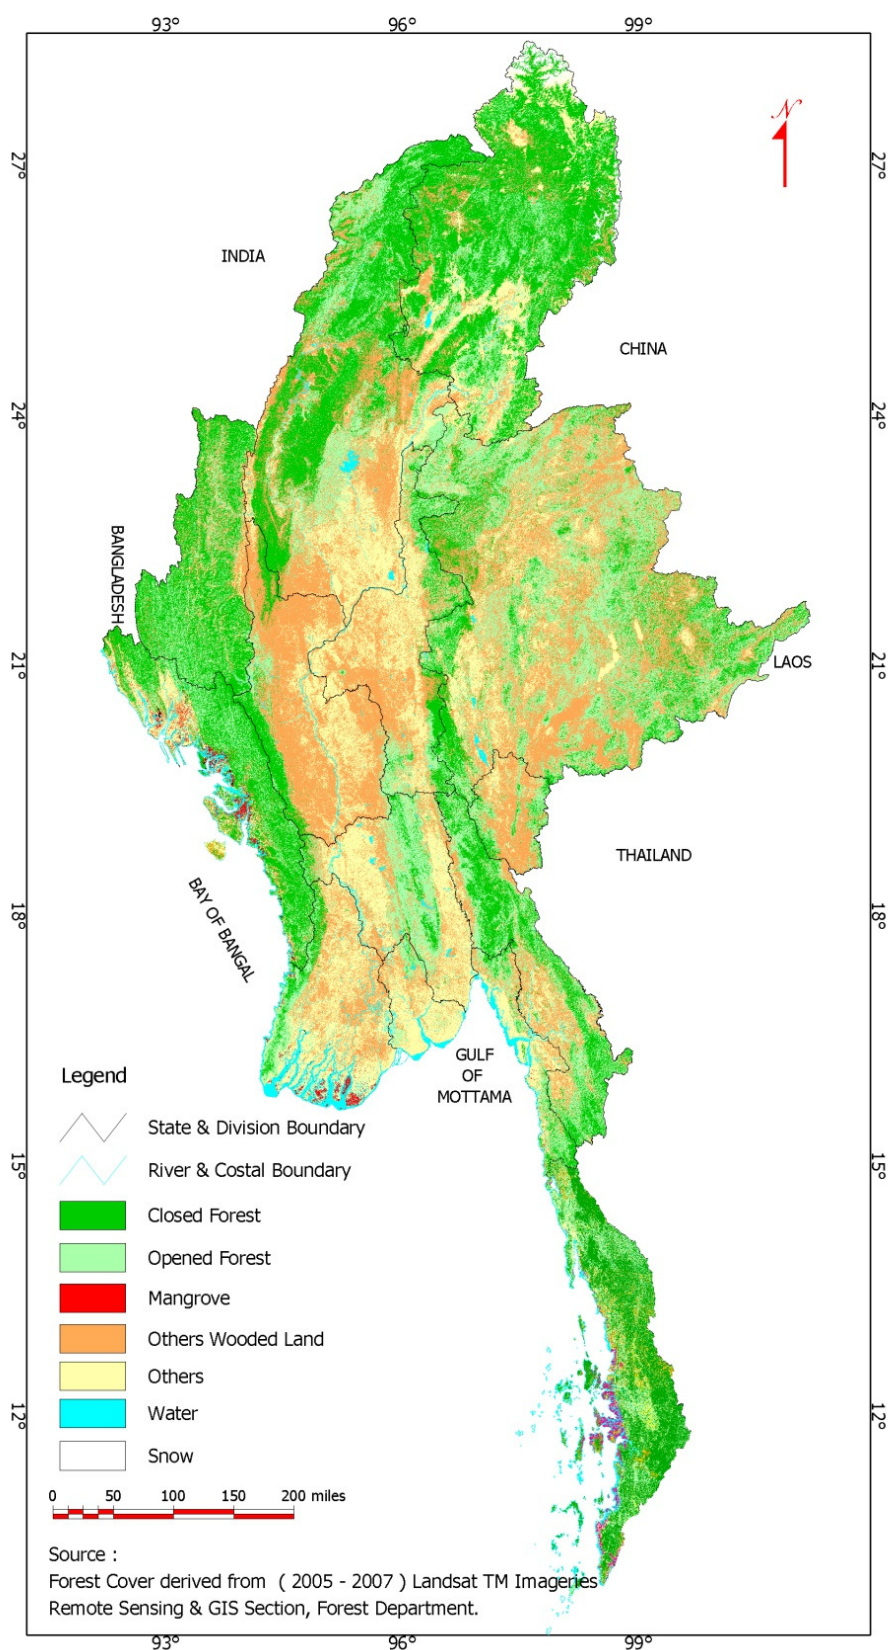 93° 96° 99°
N
27° 27°
INDIA
CHINA
24° 24°
BANGLADESH
21° 21°
LAOS
THAILAND
18° 18°
BAY OF BANGAL
GULF
OF
MOTTAMA
Legend
State & Division Boundary
River & Costal Boundary
15° 15°
Closed Forest
Opened Forest
Mangrove
Others Wooded Land
Others
12° 12°
Water
Snow
0 50 100 150 200 miles
Source :
Forest Cover derived from ( 2005 - 2007 ) Landsat TM Imageries
Remote Sensing & GIS Section, Forest Department.
93° 96° 99°